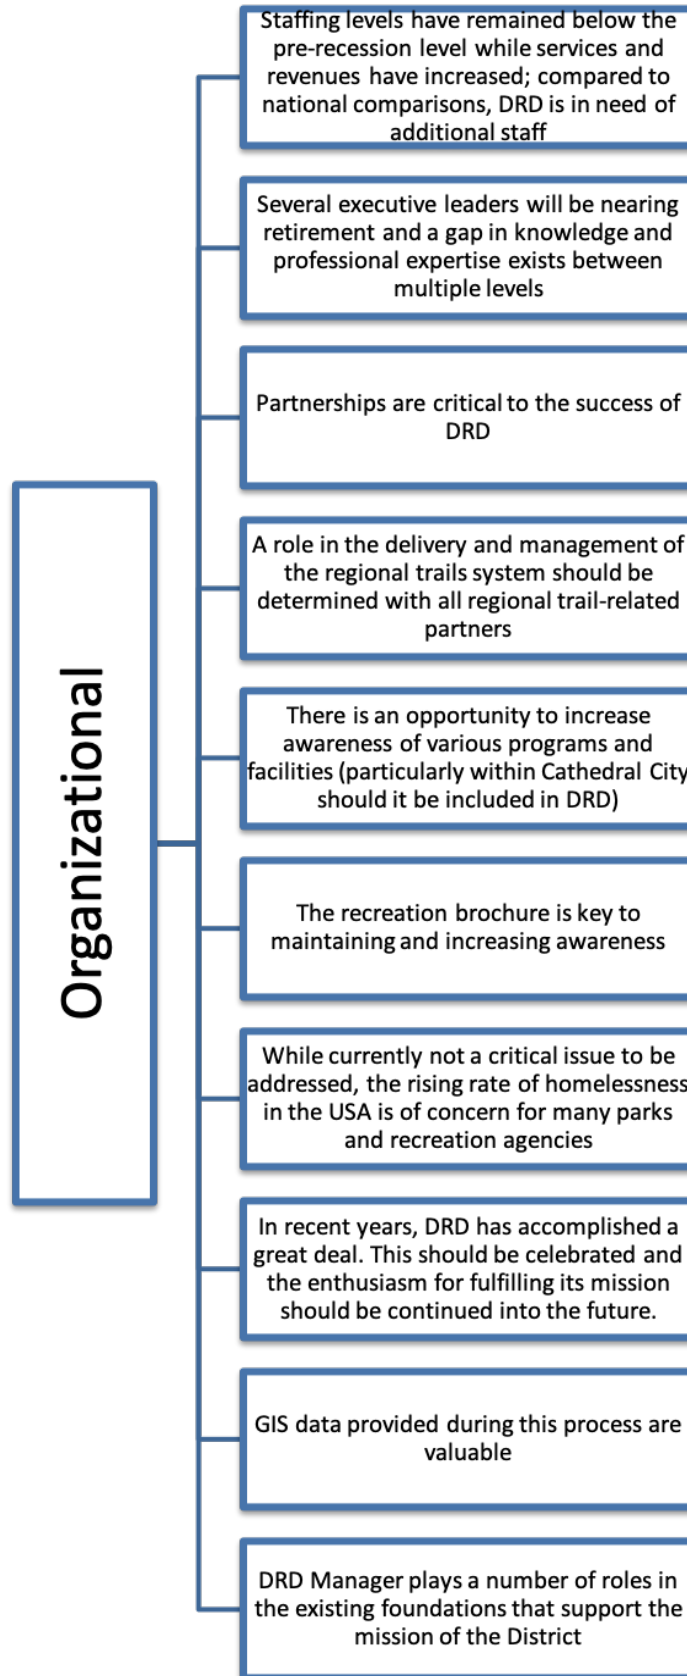 Organizational
Staffing levels have remained below the
pre-recession level while services and
revenues have increased; compared to
national comparisons, DRD is in need of
additional staff
Several executive leaders will be nearing
retirement and a gap in knowledge and
professional expertise exists between
multiple levels
Partnerships are critical to the success of
DRD
A role in the delivery and management of
the regional trails system should be
determined with all regional trail-related
partners
There is an opportunity to increase
awareness of various programs and
facilities (particularly within Cathedral City
should it be included in DRD)
The recreation brochure is key to
maintaining and increasing awareness
While currently not a critical issue to be
addressed, the rising rate of homelessness
in the USA is of concern for many parks
and recreation agencies
In recent years, DRD has accomplished a
great deal. This should be celebrated and
the enthusiasm for fulfilling its mission
should be continued into the future.
GIS data provided during this process are
valuable
DRD Manager plays a number of roles in
the existing foundations that support the
mission of the District